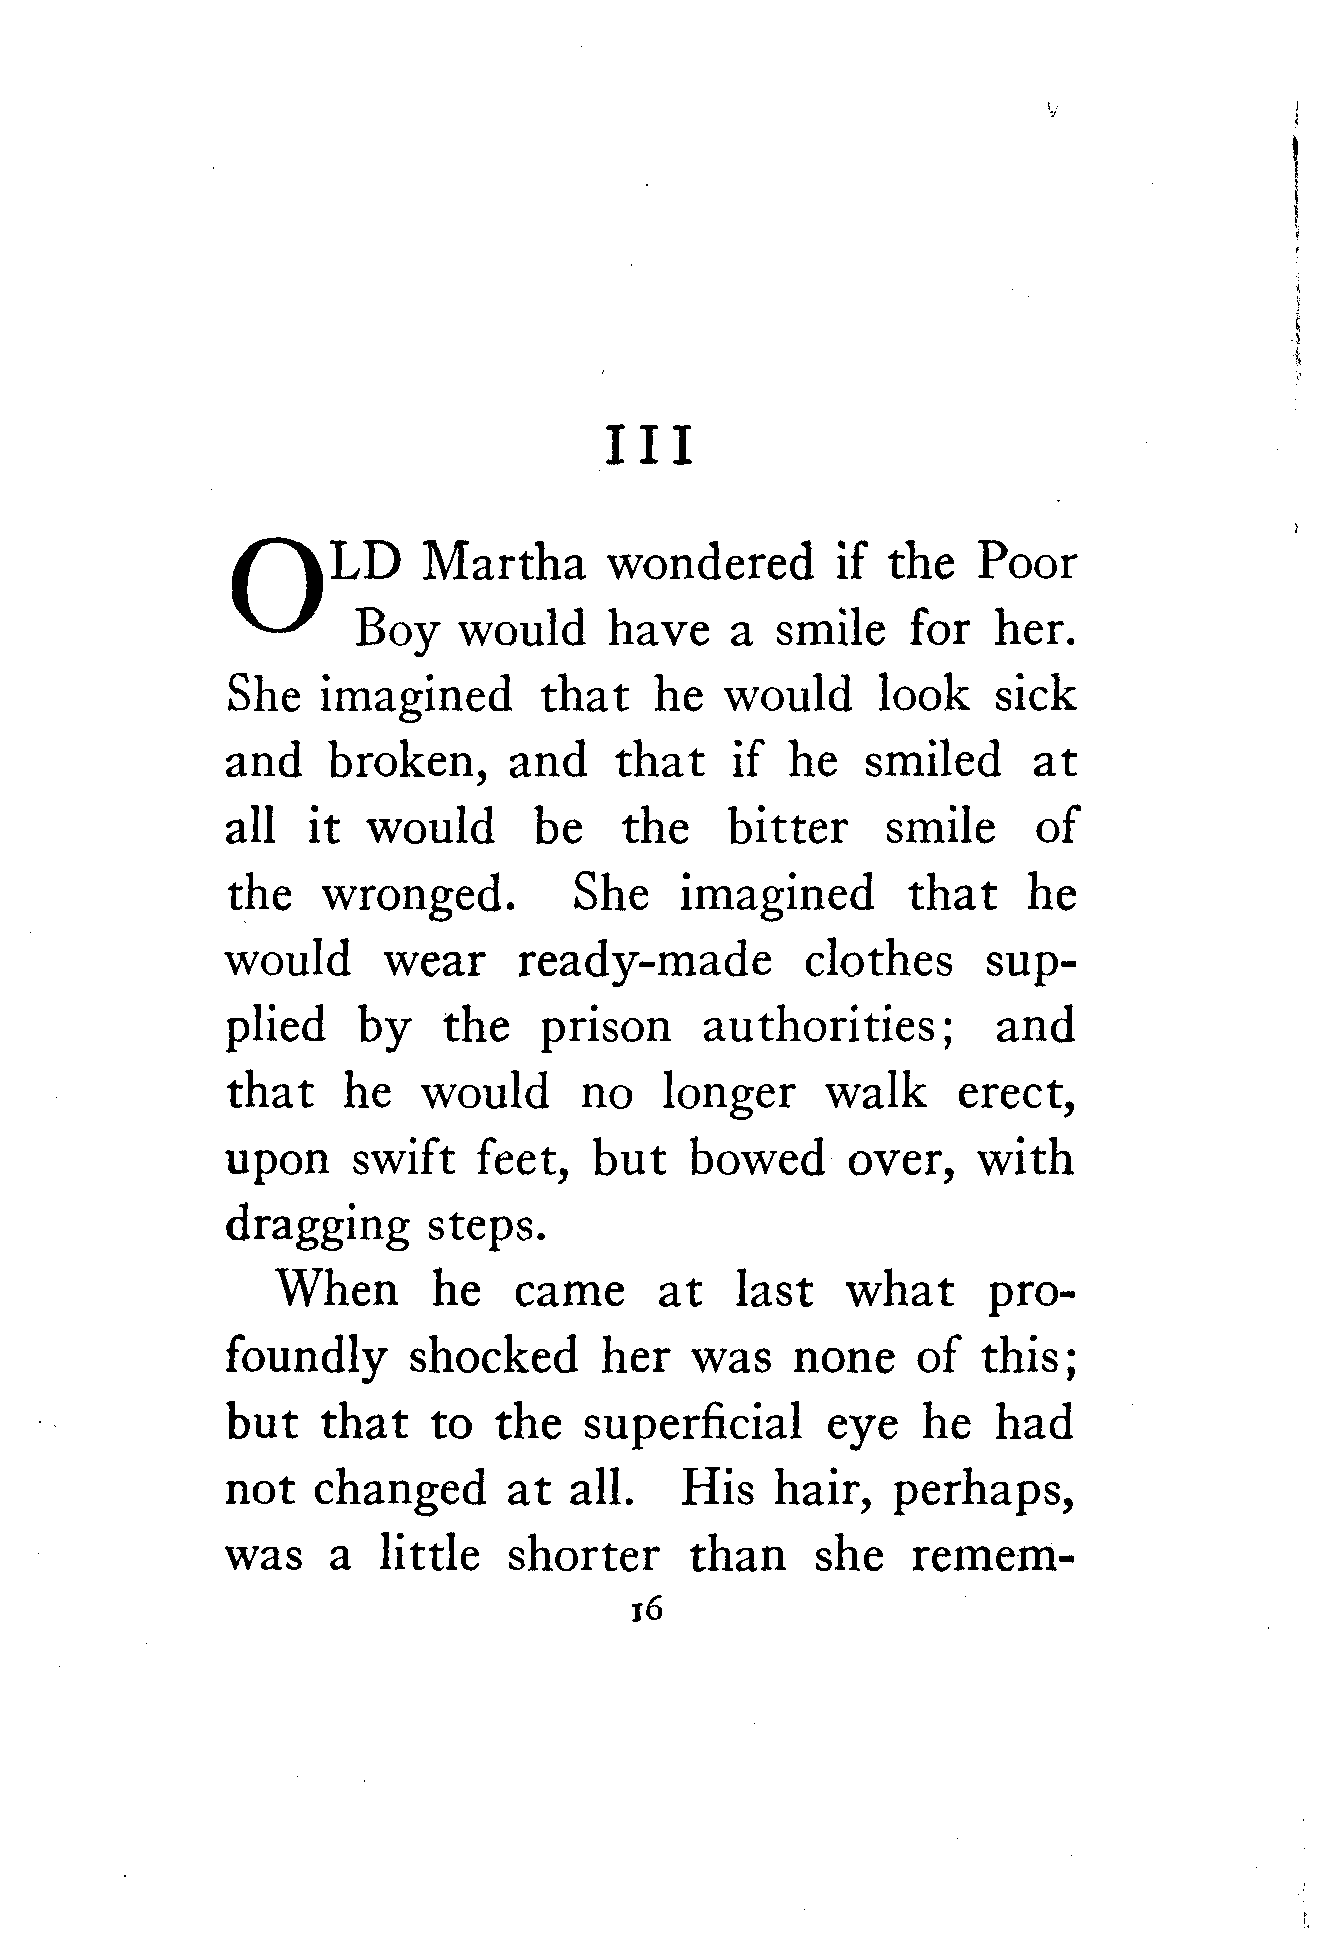 III
OLD Martha wondered if the Poor
Boy would have a smile for her.
She imagined that he would look sick
and broken, and that if he smiled at
all it would be the bitter smile of
the wronged. She imagined that he
would wear ready-made clothes sup-
plied by the prison authorities; and
that he would no longer walk erect,
upon swift feet, but bowed over, with
dragging steps.
When he came at last what pro-
foundly shocked her was none of this;
but that to the superficial eye he had
not changed at all. His hair, perhaps,
was a little shorter than she remem-
16